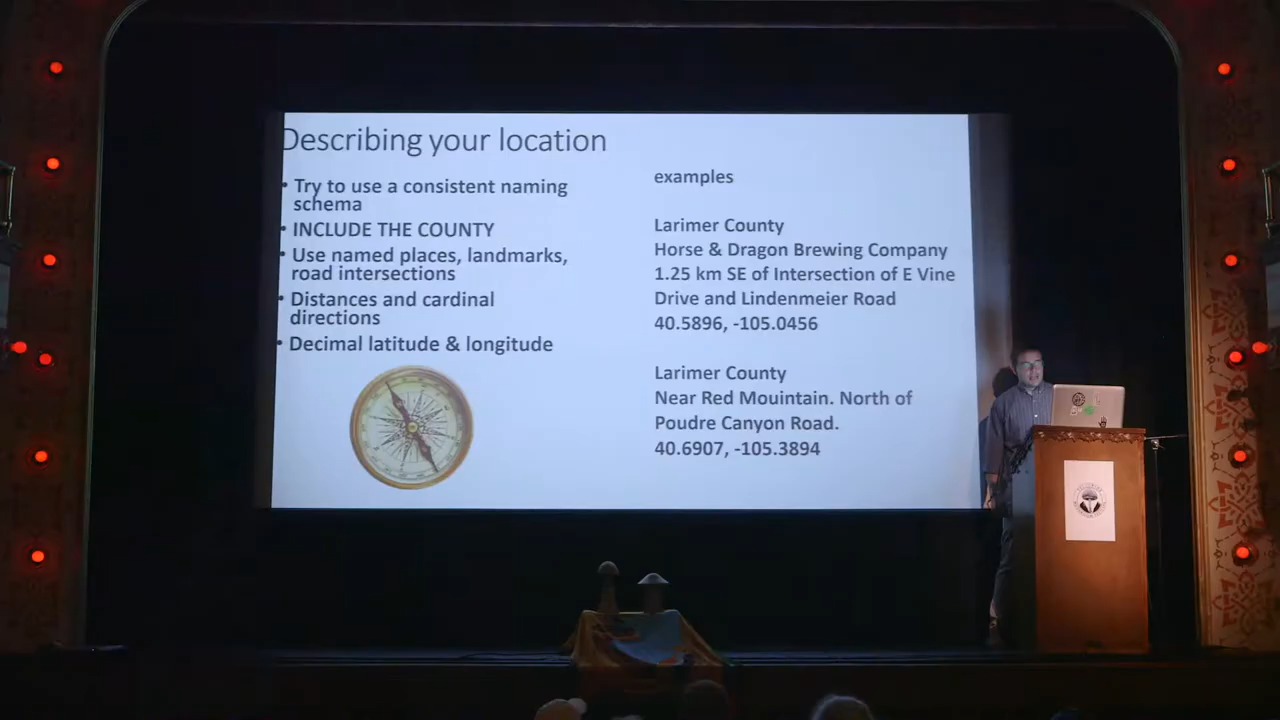 Describing your location
• Try to use a consistent naming
schema
• INCLUDE THE COUNTY
• Use named places, landmarks,
road intersections
• Distances and cardinal
directions
• Decimal latitude & longitude
examples
Larimer County
Horse & Dragon Brewing Company
1.25 km SE of Intersection of E Vine
Drive and Lindenmeier Road
40.5896, -105.0456
Larimer County
Near Red Mouintain. North of
Poudre Canyon Road.
40.6907, -105.3894